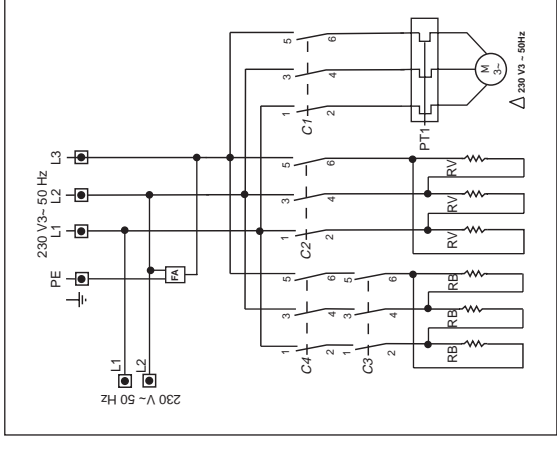 230 V3~ 50 Hz
PE L1 L2 L3
FA
L1
L2
230 V~ 50 Hz
5 3 1
6 4 2
C1
PT1
M
3~
230 V3 ~ 50Hz
5 3 1
6 4 2
C2
RV RV RV
5 3 1
6 4 2
C4
5 3 1
6 4 2
C3
RB RB RB